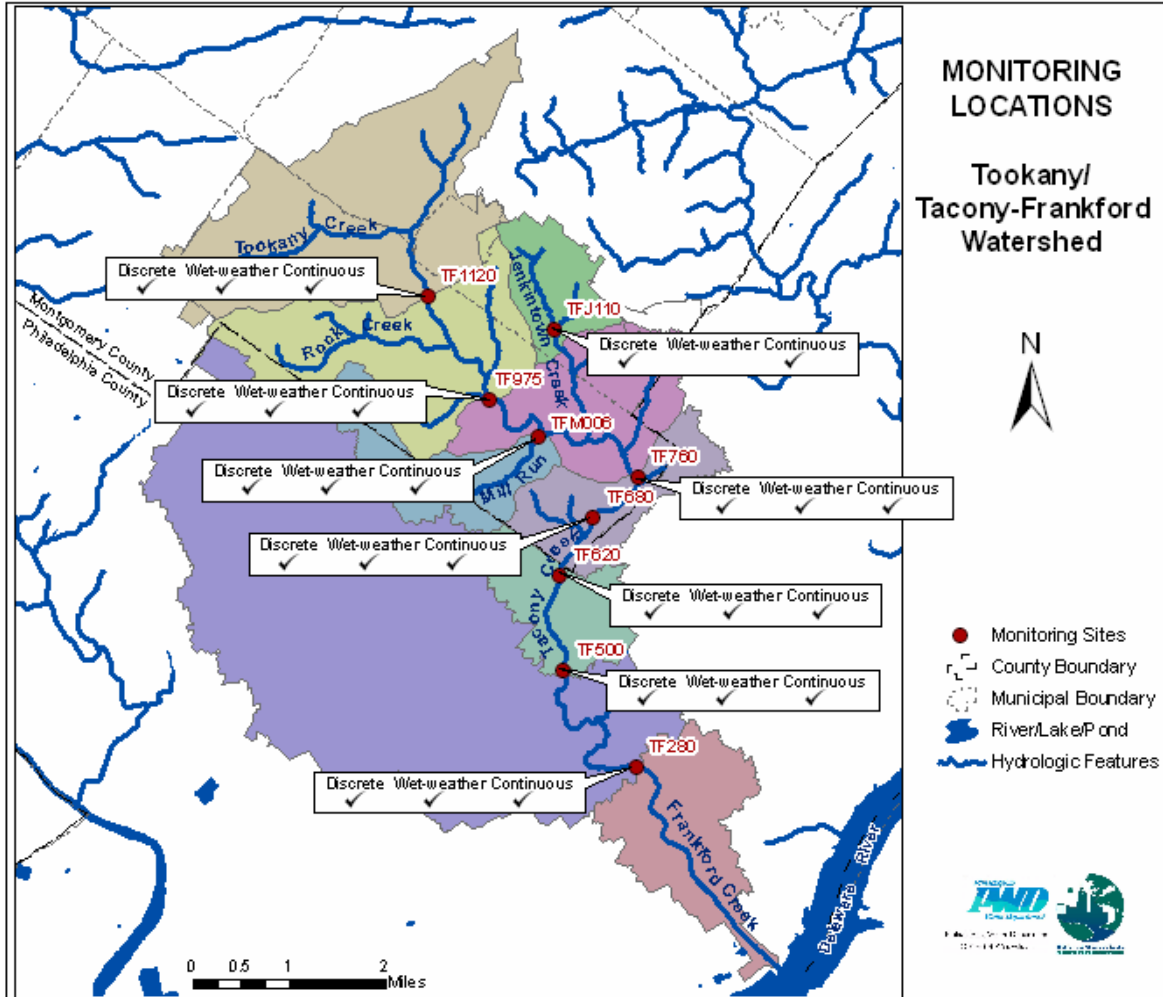 MONITORING
LOCATIONS
Tookany/
Tacony-Frankford
Watershed
N
Tookany Creek
TF1120
Discrete Wet-weather Continuous
Montgomery County
Philadelphia County
Jenkintown Creek
TFJ110
Discrete Wet-weather Continuous
Rock Creek
TF975
Discrete Wet-weather Continuous
TFM006
Discrete Wet-weather Continuous
Mill Run
TF760
Discrete Wet-weather Continuous
TF680
Discrete Wet-weather Continuous
TF620
Discrete Wet-weather Continuous
Tacony Creek
TF500
Discrete Wet-weather Continuous
TF280
Discrete Wet-weather Continuous
Frankford Creek
Delaware River
Monitoring Sites
County Boundary
Municipal Boundary
River/Lake/Pond
Hydrologic Features
PWD
0 0.5 1 2
Miles